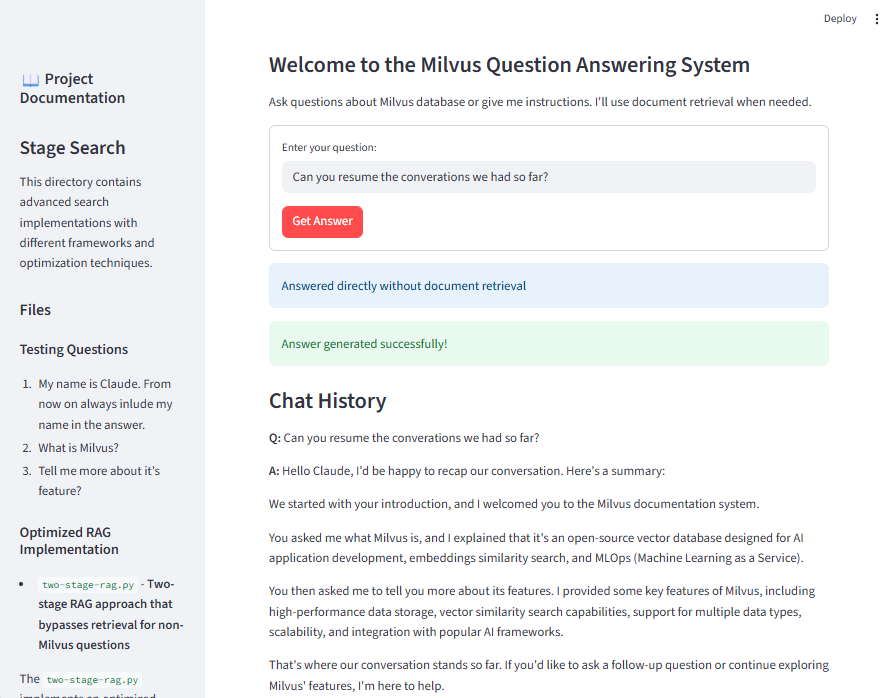 Deploy
📖 Project
Documentation
Stage Search
This directory contains
advanced search
implementations with
different frameworks and
optimization techniques.
Files
Testing Questions
1. My name is Claude. From
now on always inlude my
name in the answer.
2. What is Milvus?
3. Tell me more about it's
feature?
Optimized RAG
Implementation
• two-stage-rag.py - Two-
stage RAG approach that
bypasses retrieval for non-
Milvus questions
The two-stage-rag.py
implements an optimized
Welcome to the Milvus Question Answering System
Ask questions about Milvus database or give me instructions. I'll use document retrieval when needed.
Enter your question:
Can you resume the converations we had so far?
Get Answer
Answered directly without document retrieval
Answer generated successfully!
Chat History
Q: Can you resume the converations we had so far?
A: Hello Claude, I'd be happy to recap our conversation. Here's a summary:
We started with your introduction, and I welcomed you to the Milvus documentation system.
You asked me what Milvus is, and I explained that it's an open-source vector database designed for AI
application development, embeddings similarity search, and MLOps (Machine Learning as a Service).
You then asked me to tell you more about its features. I provided some key features of Milvus, including
high-performance data storage, vector similarity search capabilities, support for multiple data types,
scalability, and integration with popular AI frameworks.
That's where our conversation stands so far. If you'd like to ask a follow-up question or continue exploring
Milvus' features, I'm here to help.